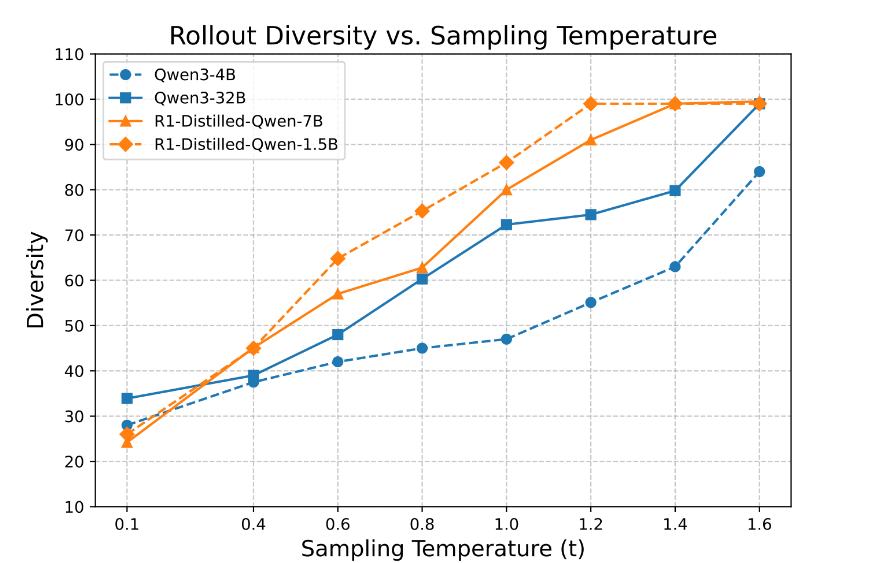 Rollout Diversity vs. Sampling Temperature
110
100
90
80
70
60
50
40
30
20
10
Diversity
Qwen3-4B
Qwen3-32B
R1-Distilled-Qwen-7B
R1-Distilled-Qwen-1.5B
0.1 0.4 0.6 0.8 1.0 1.2 1.4 1.6
Sampling Temperature (t)